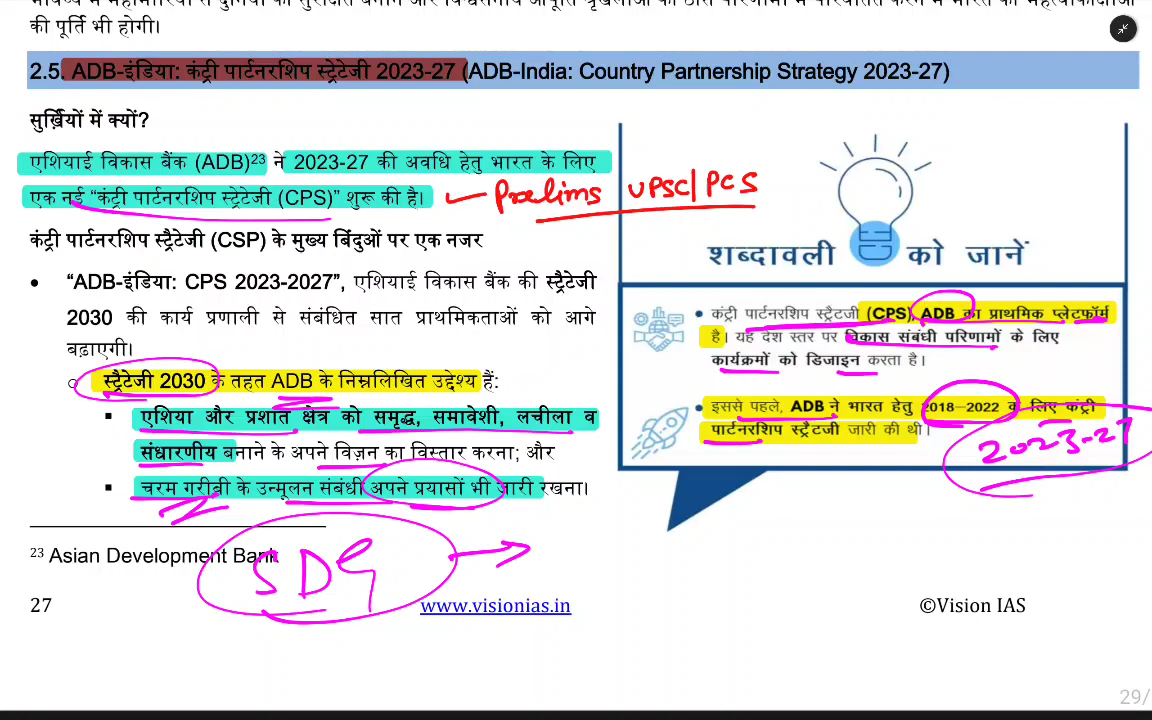 की पूर्ति भी होगी।
2.5. ADB-इंडिया: कंट्री पार्टनरशिप स्ट्रेटेजी 2023-27 (ADB-India: Country Partnership Strategy 2023-27)
सुर्ख़ियों में क्यों?
एशियाई विकास बैंक (ADB)23 ने 2023-27 की अवधि हेतु भारत के लिए
एक नई “कंट्री पार्टनरशिप स्ट्रेटेजी (CPS)” शुरू की है।
Prelims UPSC/PCS
कंट्री पार्टनरशिप स्ट्रैटेजी (CSP) के मुख्य बिंदुओं पर एक नजर
• “ADB-इंडिया: CPS 2023-2027”, एशियाई विकास बैंक की स्ट्रैटेजी
2030 की कार्य प्रणाली से संबंधित सात प्राथमिकताओं को आगे
बढ़ाएगी।
○ स्ट्रैटेजी 2030 के तहत ADB के निम्नलिखित उद्देश्य हैं:
▪ एशिया और प्रशांत क्षेत्र को समृद्ध, समावेशी, लचीला व
संधारणीय बनाने के अपने विज़न का विस्तार करना; और
▪ चरम गरीबी के उन्मूलन संबंधी अपने प्रयासों भी जारी रखना।
शब्दावली को जानें
• कंट्री पार्टनरशिप स्ट्रैटजी (CPS), ADB का प्राथमिक प्लेटफॉर्म
है। यह देश स्तर पर विकास संबंधी परिणामों के लिए
कार्यक्रमों को डिजाइन करता है।
• इससे पहले, ADB ने भारत हेतु 2018–2022 के लिए कंट्री
पार्टनरशिप स्ट्रैटजी जारी की थी।
2023-27
23 Asian Development Bank
SDG
27
www.visionias.in
©Vision IAS
29/